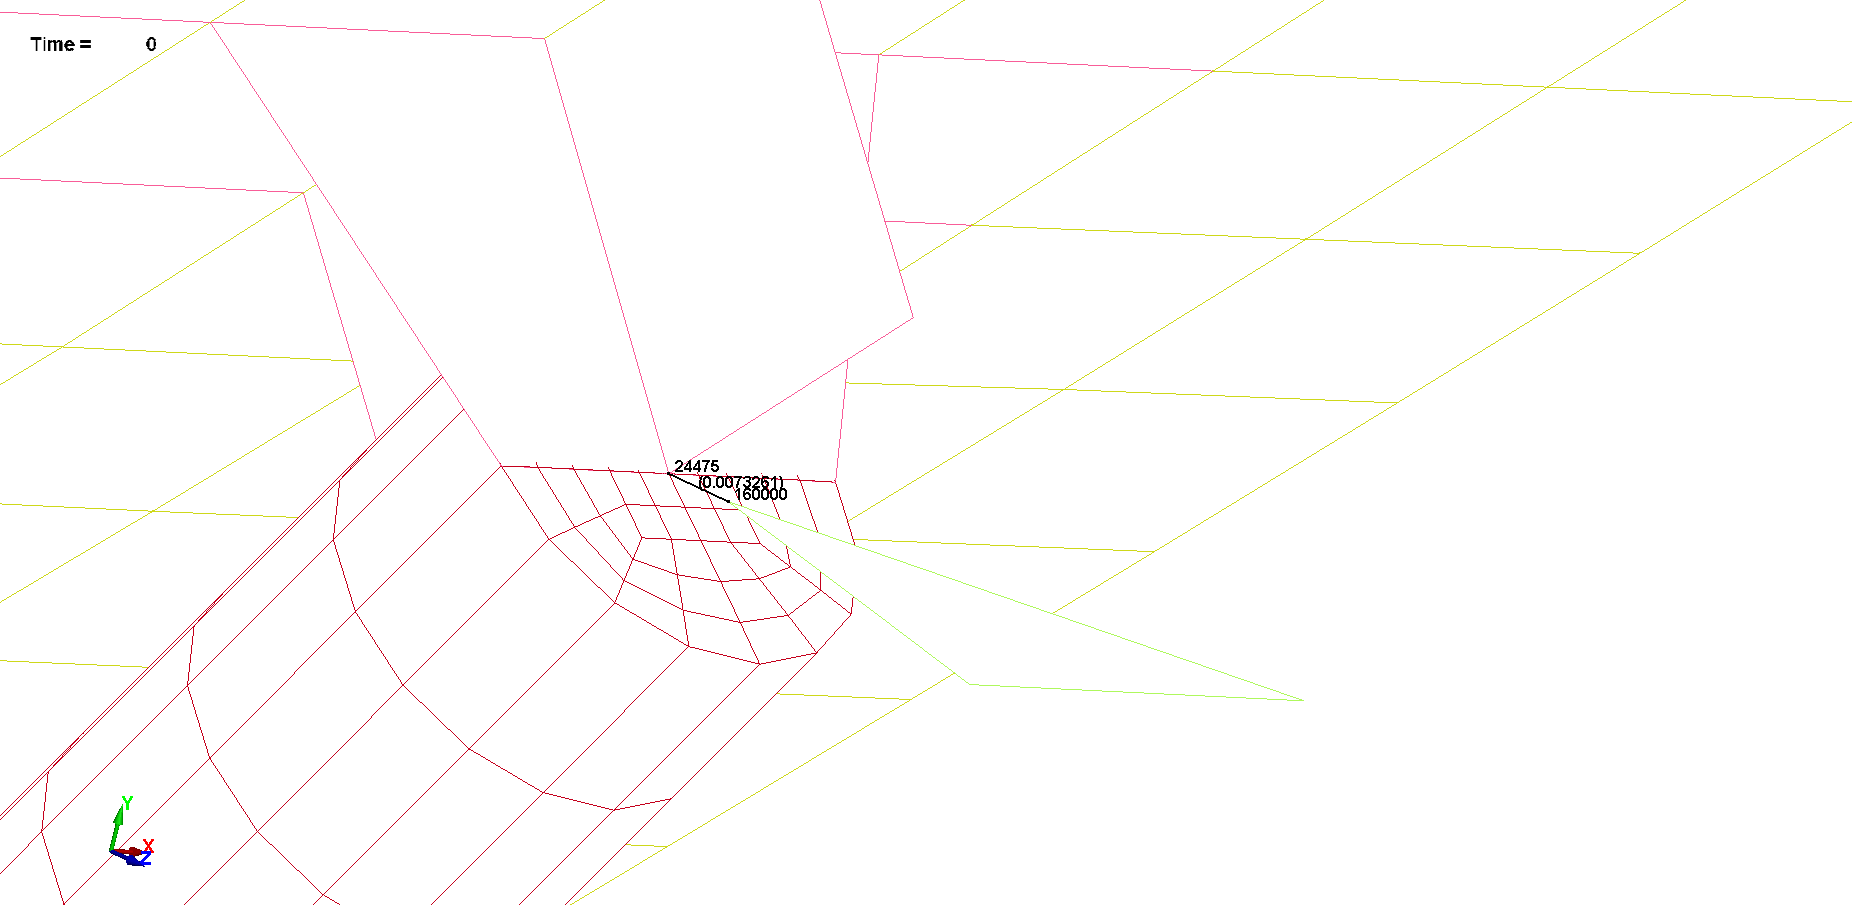 Time = 0
24475
(0.0073261)
160000
Y
X
Z